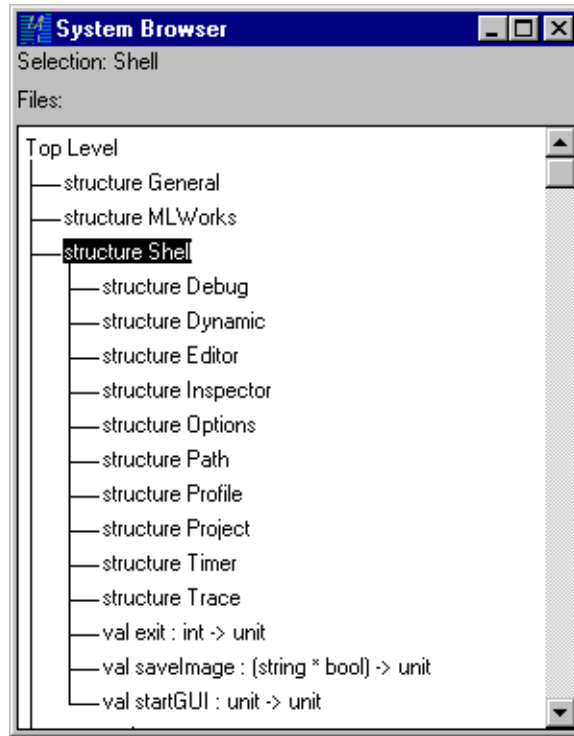 System Browser
Selection: Shell
Files:
Top Level
structure General
structure MLWorks
structure Shell
structure Debug
structure Dynamic
structure Editor
structure Inspector
structure Options
structure Path
structure Profile
structure Project
structure Timer
structure Trace
val exit : int -> unit
val saveImage : (string * bool) -> unit
val startGUI : unit -> unit